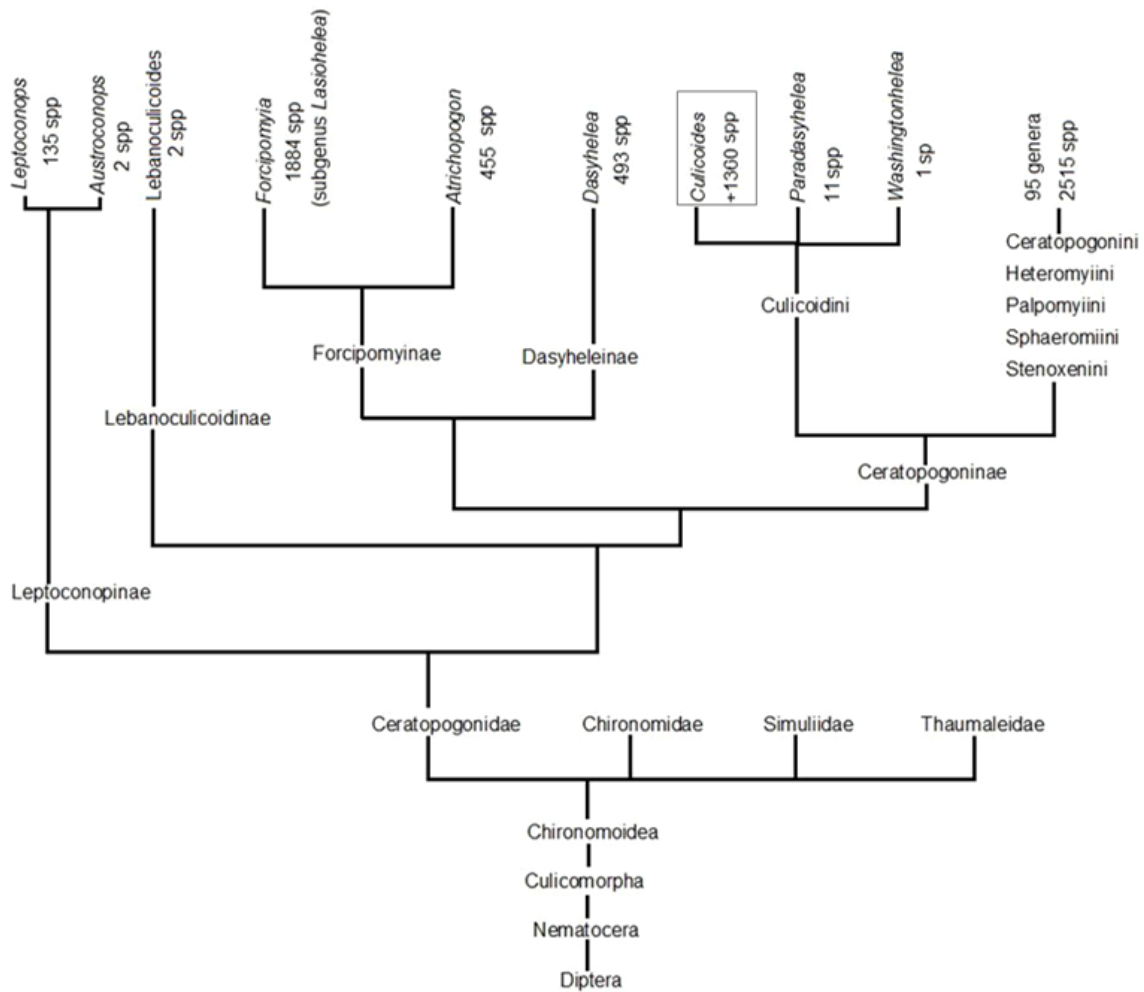 Leptoconops
135 spp
Austroconops
2 spp
Lebanoculicoides
2 spp
Forcipomyia
1884 spp
(subgenus Lasiohelea)
Atrichopogon
455 spp
Dasyhelea
493 spp
Culicoides
+1300 spp
Paradasyhelea
11 spp
Washingtonhelea
1 sp
95 genera
2515 spp
Ceratopogonini
Heteromyiini
Palpomyiini
Sphaeromiini
Stenoxenini
Culicoidini
Forcipomyinae
Dasyheleinae
Lebanoculicoidinae
Ceratopogoninae
Leptoconopinae
Ceratopogonidae
Chironomidae
Simuliidae
Thaumaleidae
Chironomoidea
Culicomorpha
Nematocera
Diptera